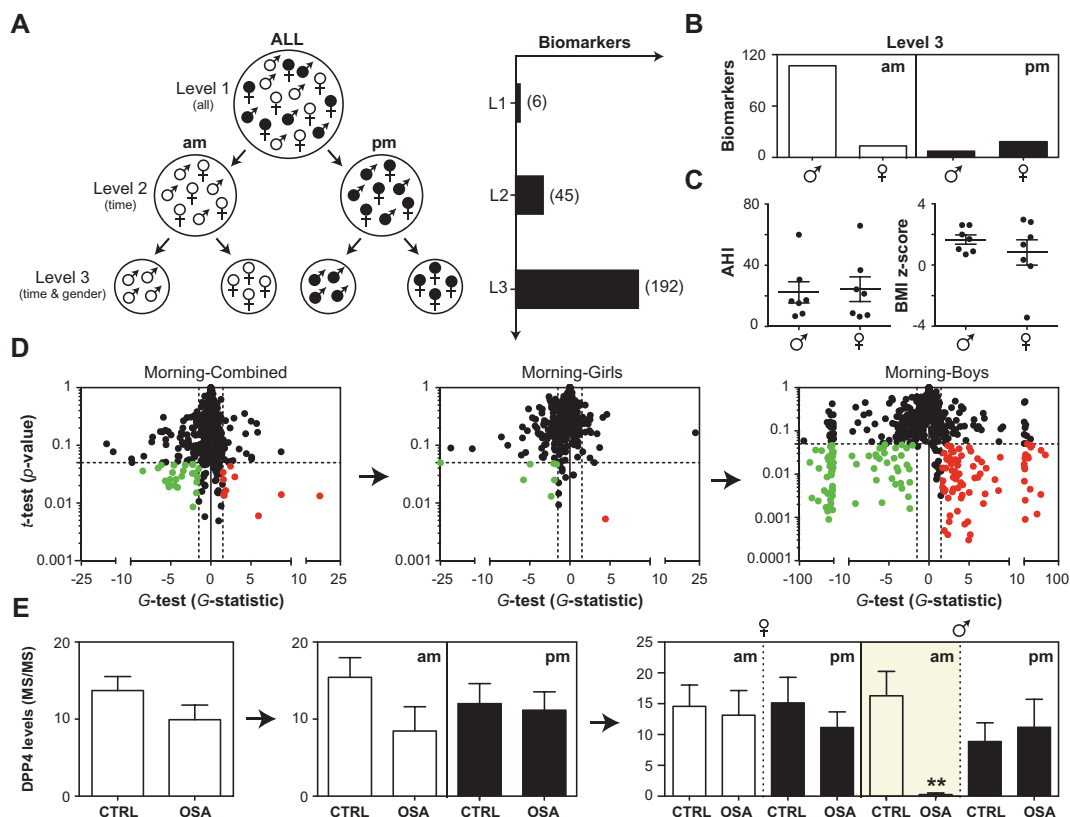 A
ALL
Level 1
(all)
am
pm
Level 2
(time)
Level 3
(time & gender)
Biomarkers
L1
(6)
L2
(45)
L3
(192)
B
Level 3
120
60
0
Biomarkers
am
pm
♂ ♀ ♂ ♀
C
80
40
0
AHI
♂ ♀
4
0
-4
BMI z-score
♂ ♀
D
Morning-Combined
1
0.1
0.01
0.001
t-test (p-value)
-25 -10 -5 0 5 10 25
G-test (G-statistic)
Morning-Girls
1
0.1
0.01
0.001
-25 -10 -5 0 5 10 25
G-test (G-statistic)
Morning-Boys
1
0.1
0.01
0.001
0.0001
-100 -10 -5 0 5 10 100
G-test (G-statistic)
E
20
10
0
DPP4 levels (MS/MS)
CTRL OSA
20
10
0
am pm
CTRL OSA CTRL OSA
♀ ♂
25
20
15
10
5
0
am pm am pm
**
CTRL OSA CTRL OSA CTRL OSA CTRL OSA